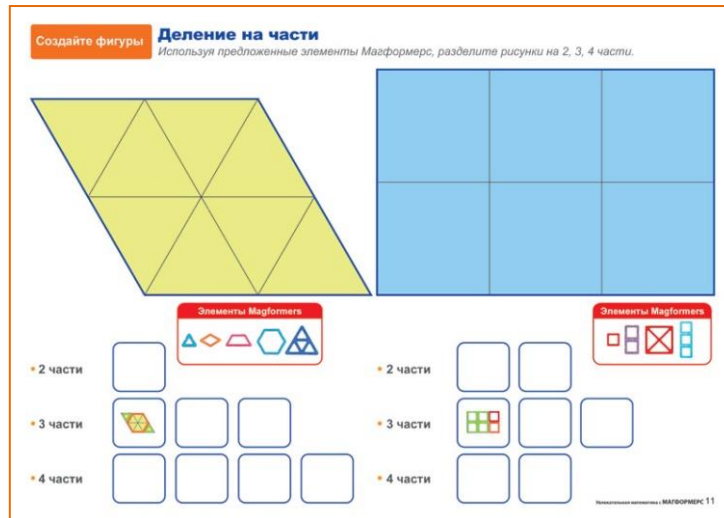 Создайте фигуры
Деление на части
Используя предложенные элементы Магформерс, разделите рисунки на 2, 3, 4 части.
Элементы Magformers
• 2 части
• 3 части
• 4 части
Элементы Magformers
• 2 части
• 3 части
• 4 части
Увлекательная математика с МАГФОРМЕРС 11